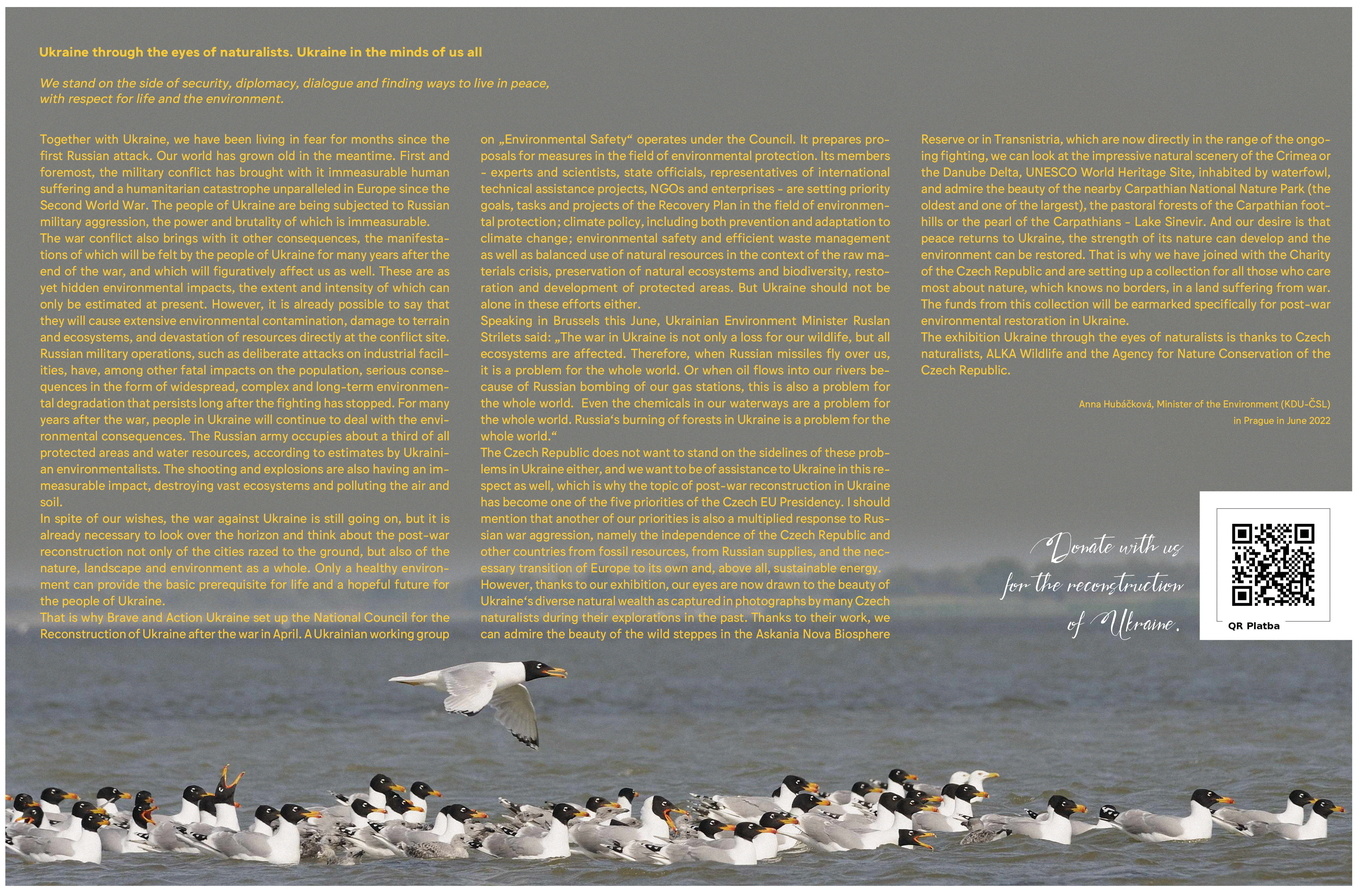 Ukraine through the eyes of naturalists. Ukraine in the minds of us all
We stand on the side of security, diplomacy, dialogue and finding ways to live in peace,
with respect for life and the environment.
Together with Ukraine, we have been living in fear for months since the
first Russian attack. Our world has grown old in the meantime. First and
foremost, the military conflict has brought with it immeasurable human
suffering and a humanitarian catastrophe unparalleled in Europe since the
Second World War. The people of Ukraine are being subjected to Russian
military aggression, the power and brutality of which is immeasurable.
The war conflict also brings with it other consequences, the manifesta-
tions of which will be felt by the people of Ukraine for many years after the
end of the war, and which will figuratively affect us as well. These are as
yet hidden environmental impacts, the extent and intensity of which can
only be estimated at present. However, it is already possible to say that
they will cause extensive environmental contamination, damage to terrain
and ecosystems, and devastation of resources directly at the conflict site.
Russian military operations, such as deliberate attacks on industrial facil-
ities, have, among other fatal impacts on the population, serious conse-
quences in the form of widespread, complex and long-term environmen-
tal degradation that persists long after the fighting has stopped. For many
years after the war, people in Ukraine will continue to deal with the envi-
ronmental consequences. The Russian army occupies about a third of all
protected areas and water resources, according to estimates by Ukraini-
an environmentalists. The shooting and explosions are also having an im-
measurable impact, destroying vast ecosystems and polluting the air and
soil.
In spite of our wishes, the war against Ukraine is still going on, but it is
already necessary to look over the horizon and think about the post-war
reconstruction not only of the cities razed to the ground, but also of the
nature, landscape and environment as a whole. Only a healthy environ-
ment can provide the basic prerequisite for life and a hopeful future for
the people of Ukraine.
That is why Brave and Action Ukraine set up the National Council for the
Reconstruction of Ukraine after the war in April. A Ukrainian working group
on „Environmental Safety“ operates under the Council. It prepares pro-
posals for measures in the field of environmental protection. Its members
- experts and scientists, state officials, representatives of international
technical assistance projects, NGOs and enterprises - are setting priority
goals, tasks and projects of the Recovery Plan in the field of environmen-
tal protection; climate policy, including both prevention and adaptation to
climate change; environmental safety and efficient waste management
as well as balanced use of natural resources in the context of the raw ma-
terials crisis, preservation of natural ecosystems and biodiversity, resto-
ration and development of protected areas. But Ukraine should not be
alone in these efforts either.
Speaking in Brussels this June, Ukrainian Environment Minister Ruslan
Strilets said: „The war in Ukraine is not only a loss for our wildlife, but all
ecosystems are affected. Therefore, when Russian missiles fly over us,
it is a problem for the whole world. Or when oil flows into our rivers be-
cause of Russian bombing of our gas stations, this is also a problem for
the whole world. Even the chemicals in our waterways are a problem for
the whole world. Russia‘s burning of forests in Ukraine is a problem for the
whole world.“
The Czech Republic does not want to stand on the sidelines of these prob-
lems in Ukraine either, and we want to be of assistance to Ukraine in this re-
spect as well, which is why the topic of post-war reconstruction in Ukraine
has become one of the five priorities of the Czech EU Presidency. I should
mention that another of our priorities is also a multiplied response to Rus-
sian war aggression, namely the independence of the Czech Republic and
other countries from fossil resources, from Russian supplies, and the nec-
essary transition of Europe to its own and, above all, sustainable energy.
However, thanks to our exhibition, our eyes are now drawn to the beauty of
Ukraine‘s diverse natural wealth as captured in photographs by many Czech
naturalists during their explorations in the past. Thanks to their work, we
can admire the beauty of the wild steppes in the Askania Nova Biosphere
Reserve or in Transnistria, which are now directly in the range of the ongo-
ing fighting, we can look at the impressive natural scenery of the Crimea or
the Danube Delta, UNESCO World Heritage Site, inhabited by waterfowl,
and admire the beauty of the nearby Carpathian National Nature Park (the
oldest and one of the largest), the pastoral forests of the Carpathian foot-
hills or the pearl of the Carpathians - Lake Sinevir. And our desire is that
peace returns to Ukraine, the strength of its nature can develop and the
environment can be restored. That is why we have joined with the Charity
of the Czech Republic and are setting up a collection for all those who care
most about nature, which knows no borders, in a land suffering from war.
The funds from this collection will be earmarked specifically for post-war
environmental restoration in Ukraine.
The exhibition Ukraine through the eyes of naturalists is thanks to Czech
naturalists, ALKA Wildlife and the Agency for Nature Conservation of the
Czech Republic.
Anna Hubáčková, Minister of the Environment (KDU-ČSL)
in Prague in June 2022
Donate with us
for the reconstruction
of Ukraine.
QR Platba